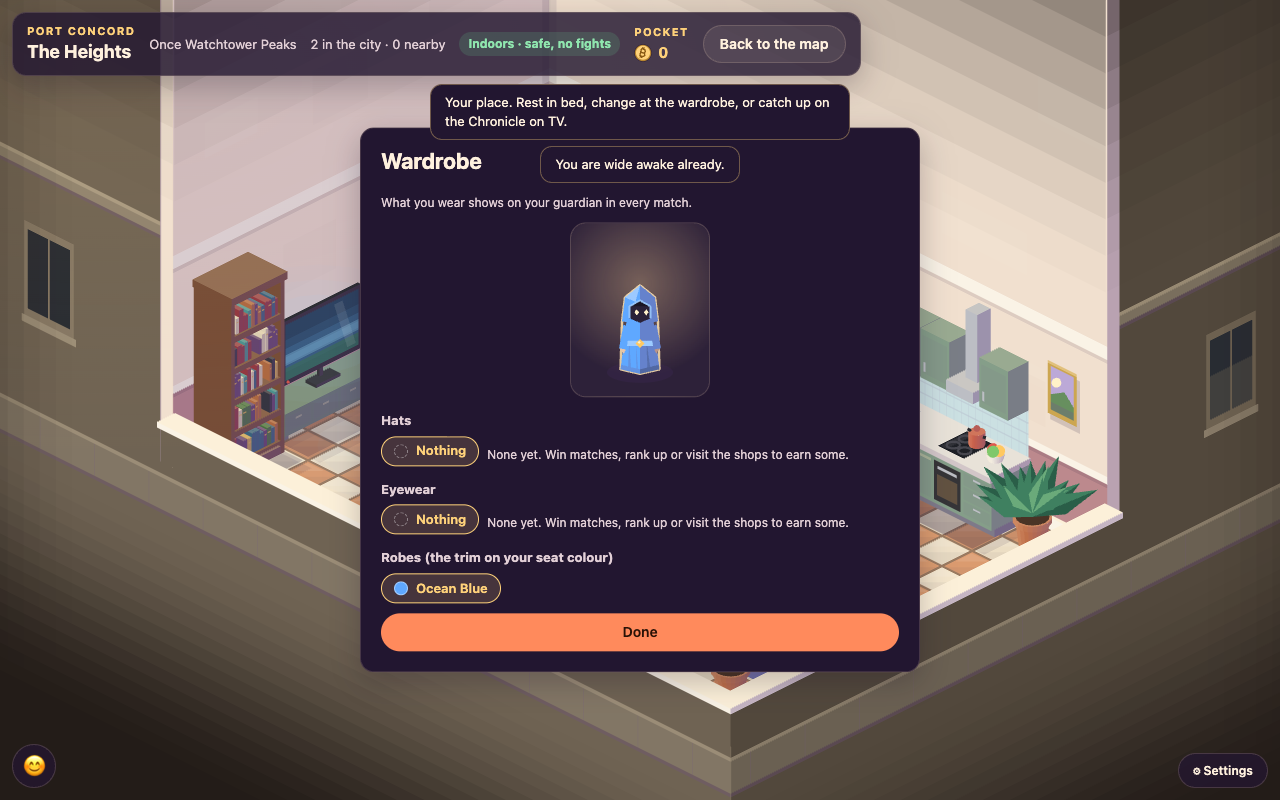 PORT CONCORD
The Heights
Once Watchtower Peaks
2 in the city · 0 nearby
Indoors · safe, no fights
POCKET
0
Back to the map
Your place. Rest in bed, change at the wardrobe, or catch up on
the Chronicle on TV.
Wardrobe
You are wide awake already.
What you wear shows on your guardian in every match.
Hats
Nothing
None yet. Win matches, rank up or visit the shops to earn some.
Eyewear
Nothing
None yet. Win matches, rank up or visit the shops to earn some.
Robes (the trim on your seat colour)
Ocean Blue
Done
Settings